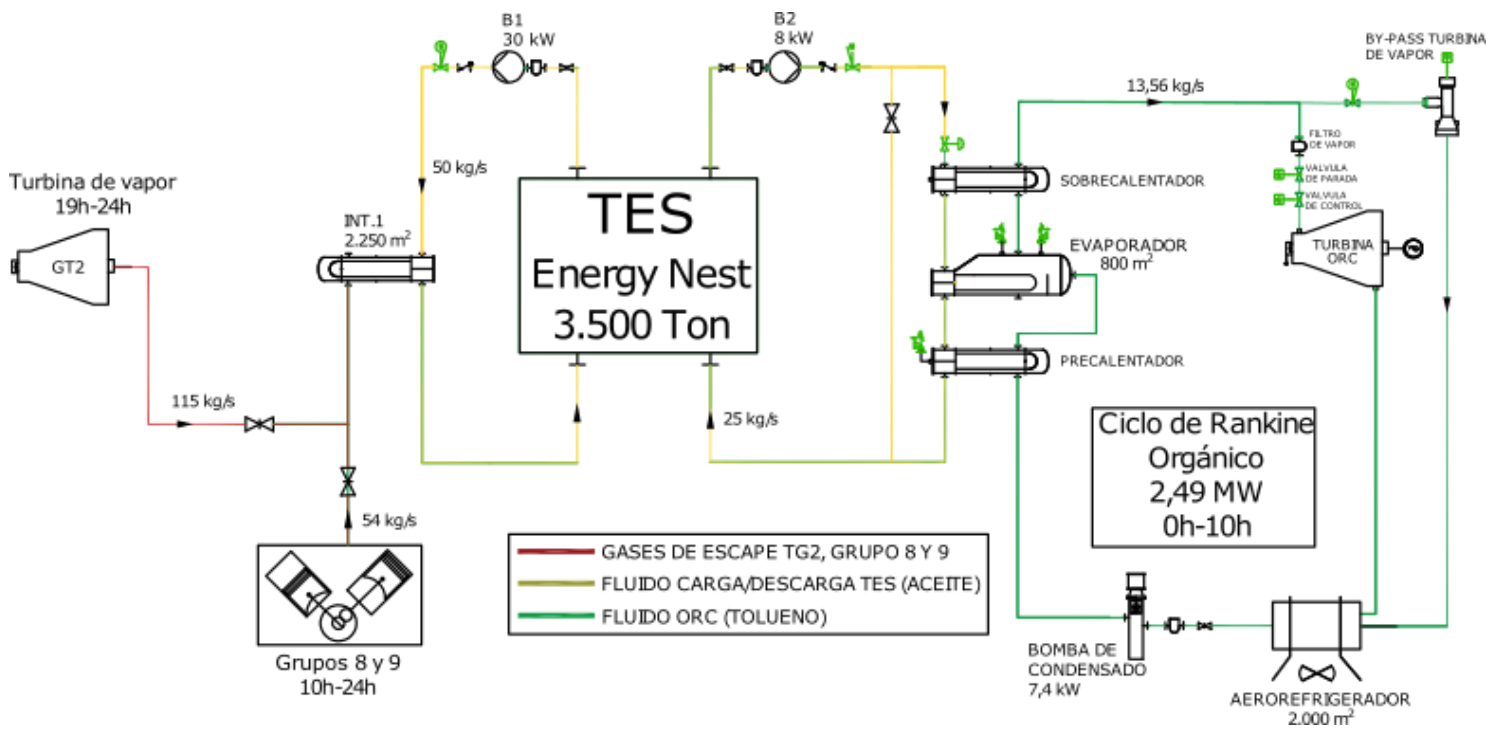 B1
30 kW
B2
8 kW
BY-PASS TURBINA
DE VAPOR
13,56 kg/s
FILTRO
DE VAPOR
50 kg/s
Turbina de vapor
19h-24h
TES
Energy Nest
3.500 Ton
SOBRECALENTADOR
VALVULA
DE PARADA
VALVULA
DE CONTROL
INT.1
2.250 m²
GT2
EVAPORADOR
800 m²
TURBINA
ORC
PRECALENTADOR
115 kg/s
25 kg/s
Ciclo de Rankine
Orgánico
2,49 MW
0h-10h
54 kg/s
GASES DE ESCAPE TG2, GRUPO 8 Y 9
FLUIDO CARGA/DESCARGA TES (ACEITE)
FLUIDO ORC (TOLUENO)
Grupos 8 y 9
10h-24h
BOMBA DE
CONDENSADO
7,4 kW
AEROREFRIGERADOR
2.000 m²